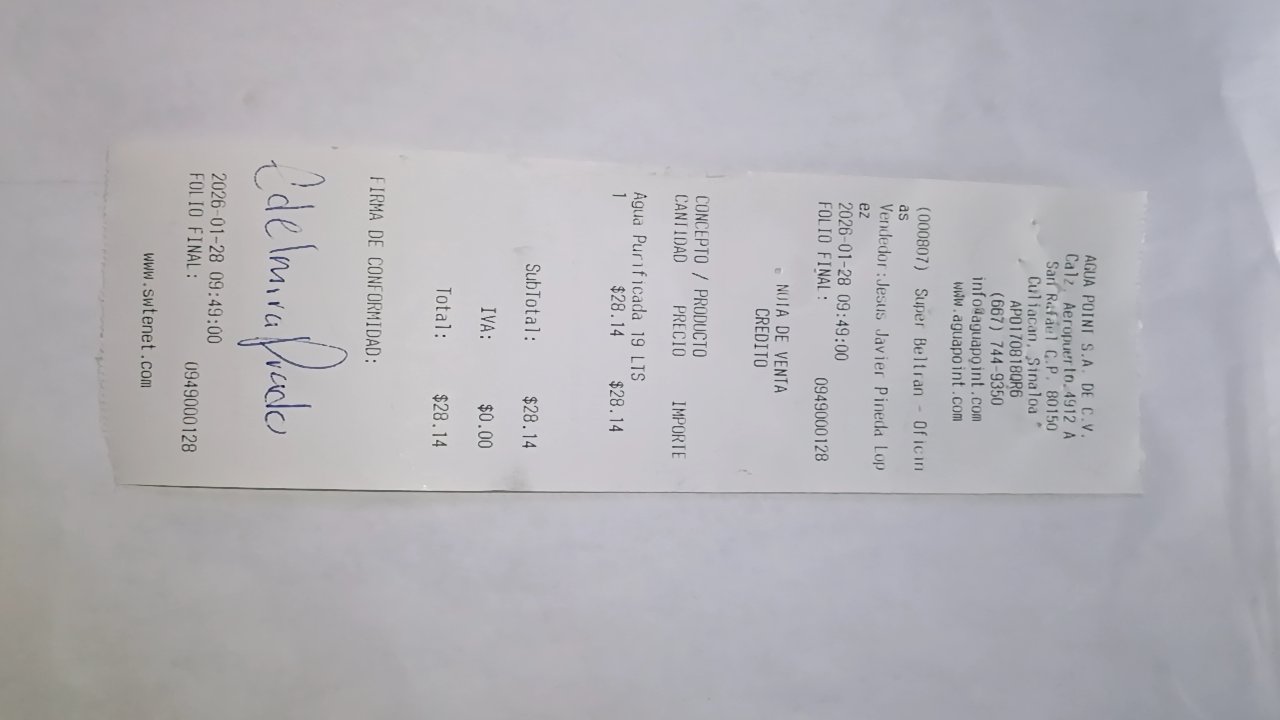 AGUA POINT S.A. DE C.V.
Calz. Aeropuerto 4912 A
San Rafael C.P. 80150
Culiacan, Sinaloa
APO170818QR6
(667) 744-9350
info@aguapoint.com
www.aguapoint.com
(000807) Super Beltran - Oficin
as
Vendedor:Jesus Javier Pineda Lop
ez
2026-01-28 09:49:00
FOLIO FINAL: 0949000128
NOTA DE VENTA
CREDITO
CONCEPTO / PRODUCTO
CANTIDAD PRECIO IMPORTE
Agua Purificada 19 LTS
1 $28.14 $28.14
SubTotal: $28.14
IVA: $0.00
Total: $28.14
FIRMA DE CONFORMIDAD:
Edelmira Prado
2026-01-28 09:49:00
FOLIO FINAL: 0949000128
www.swtenet.com